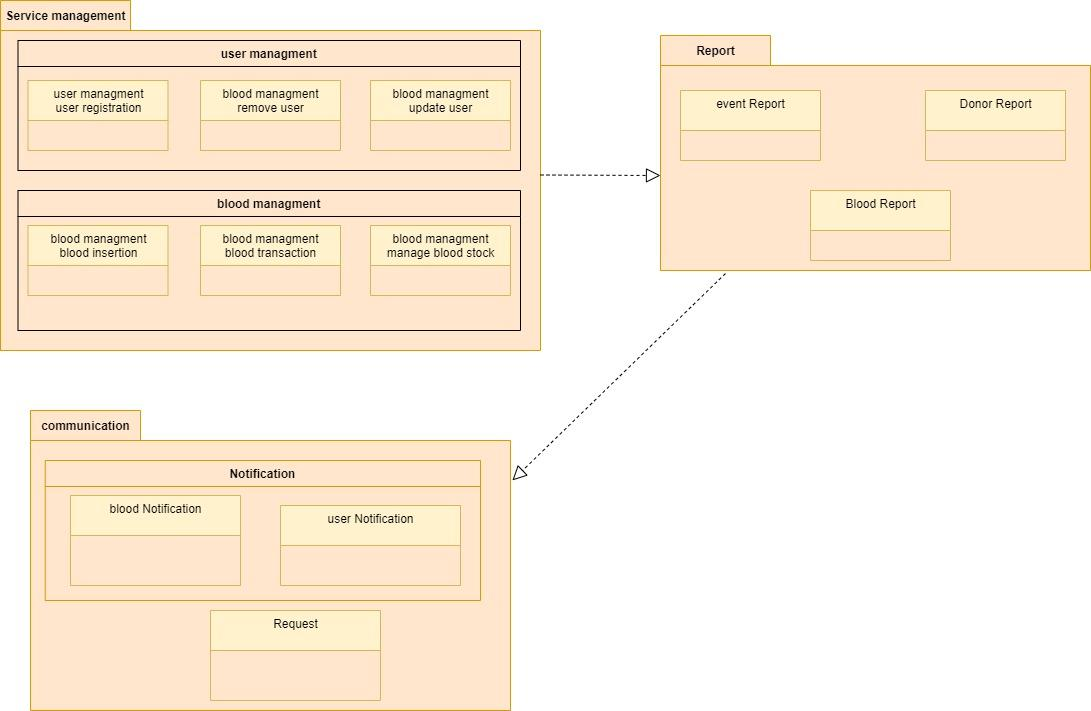 Service management
user managment
user managment
user registration
blood managment
remove user
blood managment
update user
blood managment
blood managment
blood insertion
blood managment
blood transaction
blood managment
manage blood stock
Report
event Report
Donor Report
Blood Report
communication
Notification
blood Notification
user Notification
Request